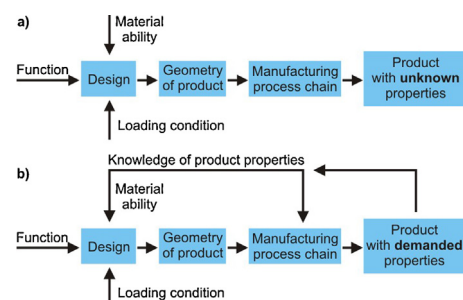 a)
Material
ability
Function
Design
Geometry
of product
Manufacturing
process chain
Product
with unknown
properties
Loading condition
b)
Knowledge of product properties
Material
ability
Function
Design
Geometry
of product
Manufacturing
process chain
Product
with demanded
properties
Loading condition